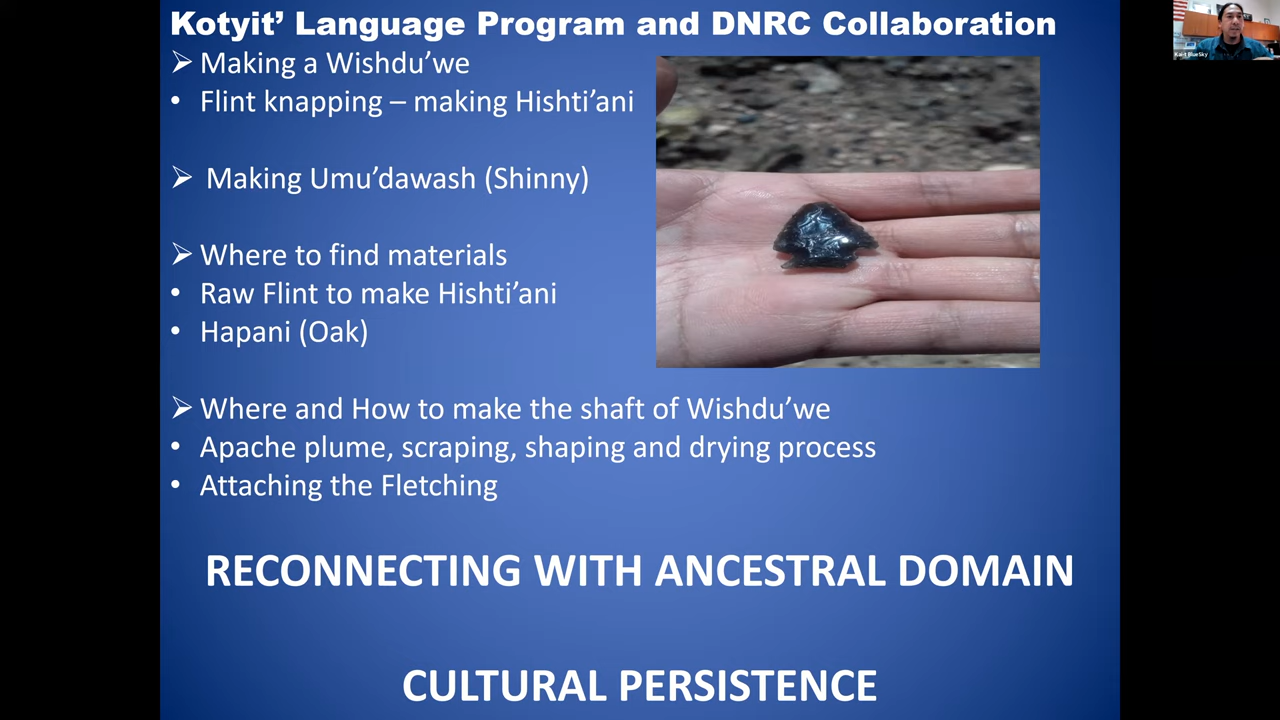 Kotyit’ Language Program and DNRC Collaboration
➢ Making a Wishdu’we
• Flint knapping – making Hishti’ani
➢ Making Umu’dawash (Shinny)
➢ Where to find materials
• Raw Flint to make Hishti’ani
• Hapani (Oak)
➢ Where and How to make the shaft of Wishdu’we
• Apache plume, scraping, shaping and drying process
• Attaching the Fletching
RECONNECTING WITH ANCESTRAL DOMAIN
CULTURAL PERSISTENCE